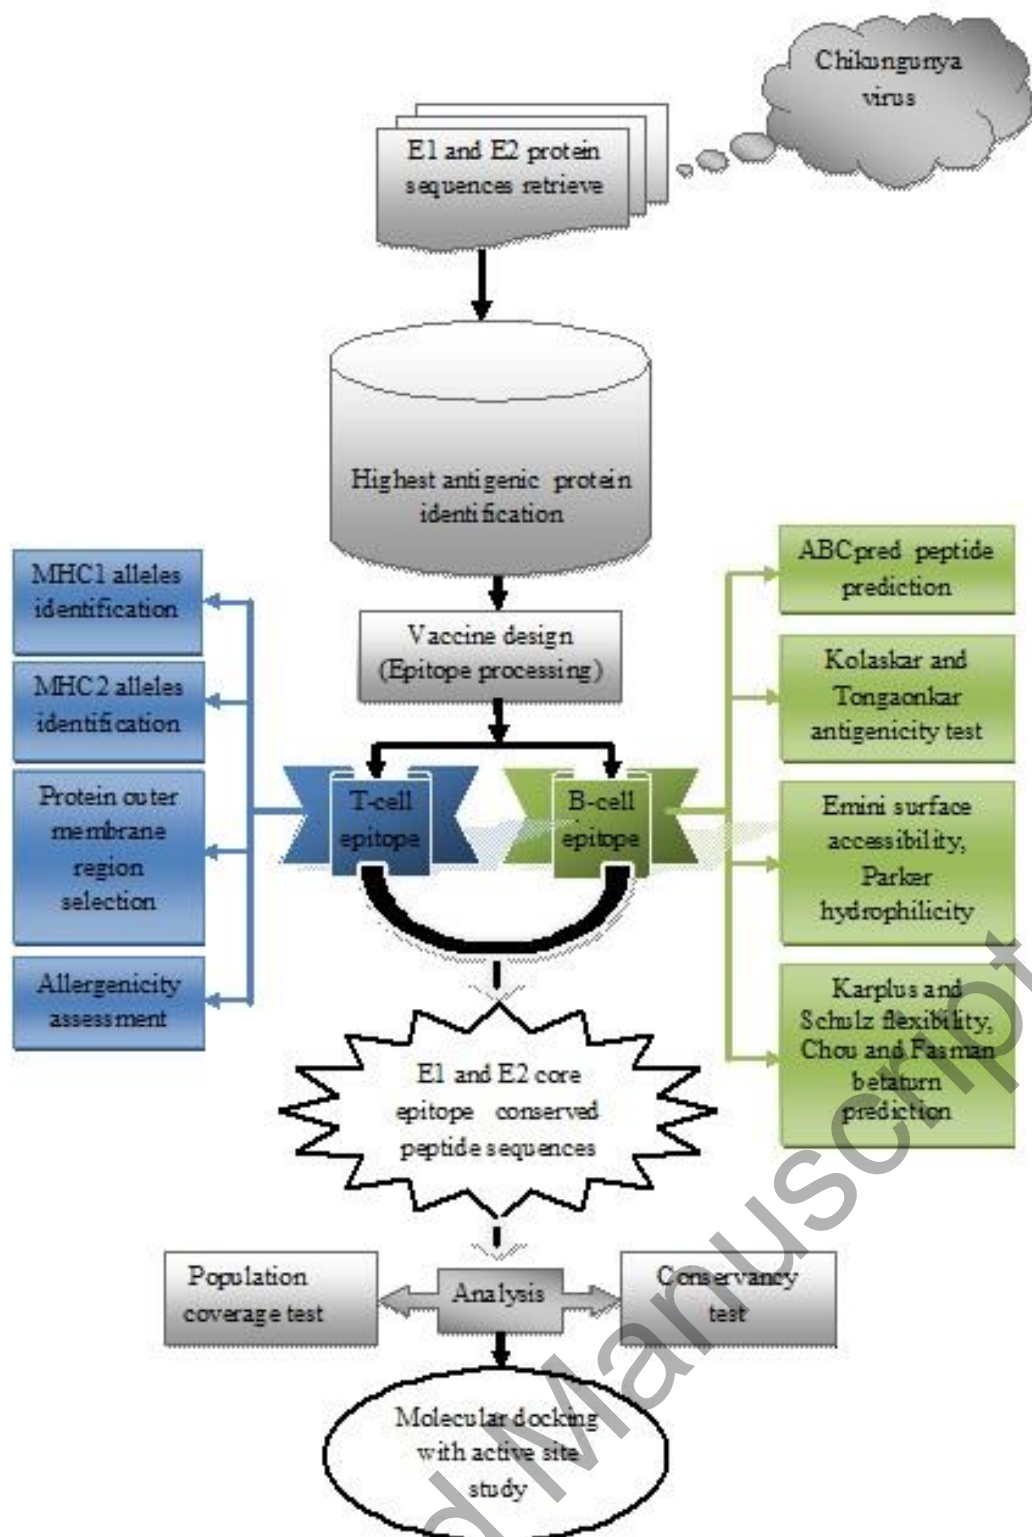 Chikungunya
virus
E1 and E2 protein
sequences retrieve
Highest antigenic protein
identification
Vaccine design
(Epitope processing)
T-cell
epitope
B-cell
epitope
MHC1 alleles
identification
MHC2 alleles
identification
Protein outer
membrane
region
selection
Allergenicity
assessment
ABCpred peptide
prediction
Kolaskar and
Tongaonkar
antigenicity test
Emini surface
accessibility,
Parker
hydrophilicity
Karplus and
Schulz flexibility,
Chou and Fasman
betaturn
prediction
E1 and E2 core
epitope conserved
peptide sequences
Population
coverage test
Analysis
Conservancy
test
Molecular docking
with active site
study
d Manuscript